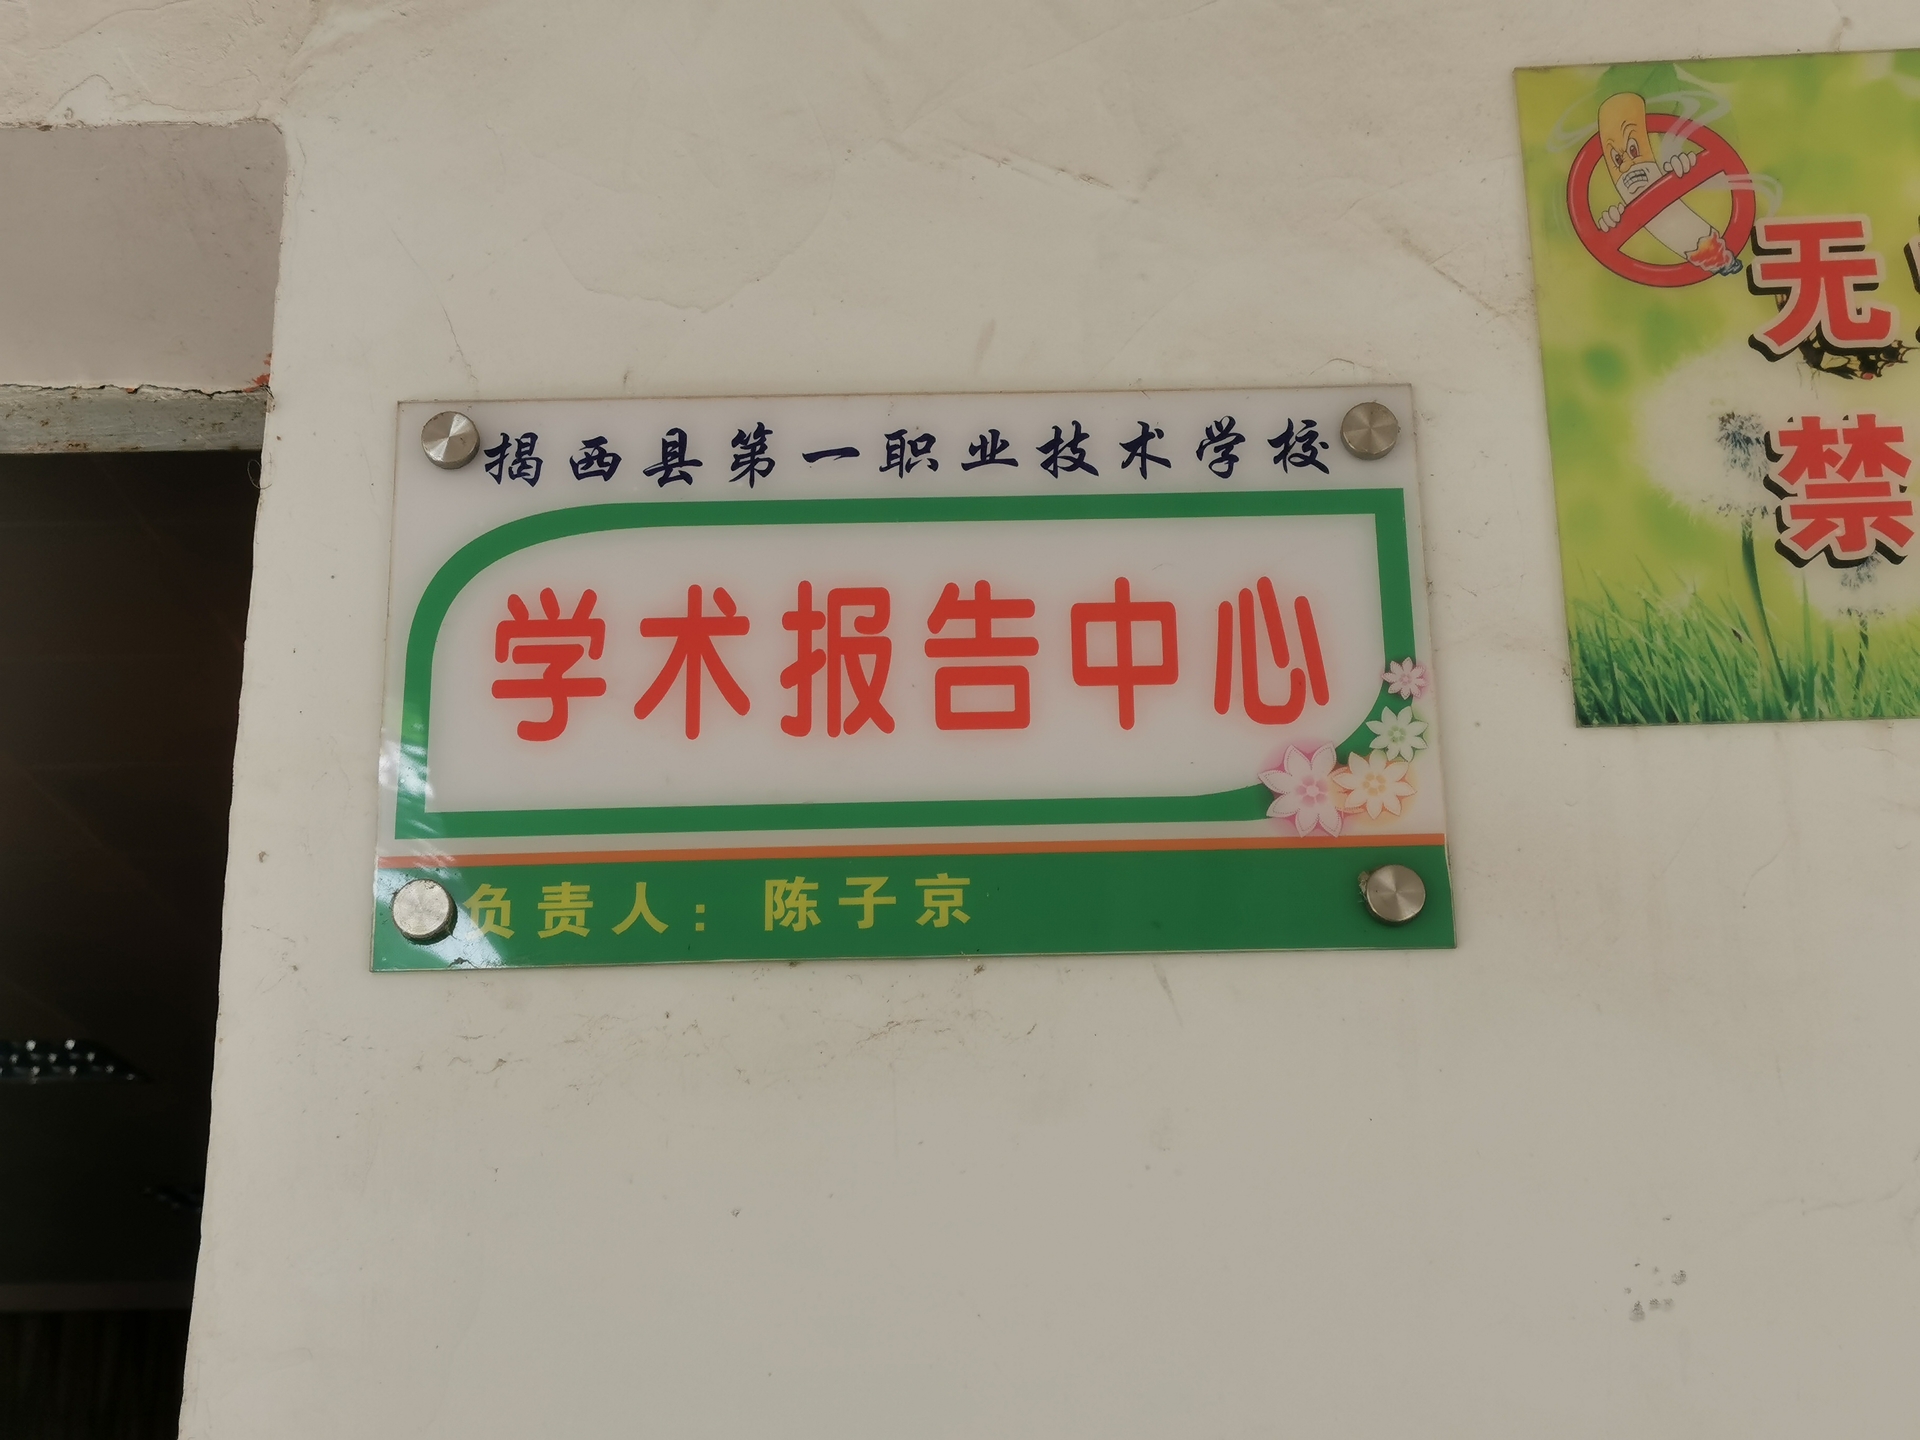 揭西县第一职业技术学校
学术报告中心
负责人：陈子京
无
禁